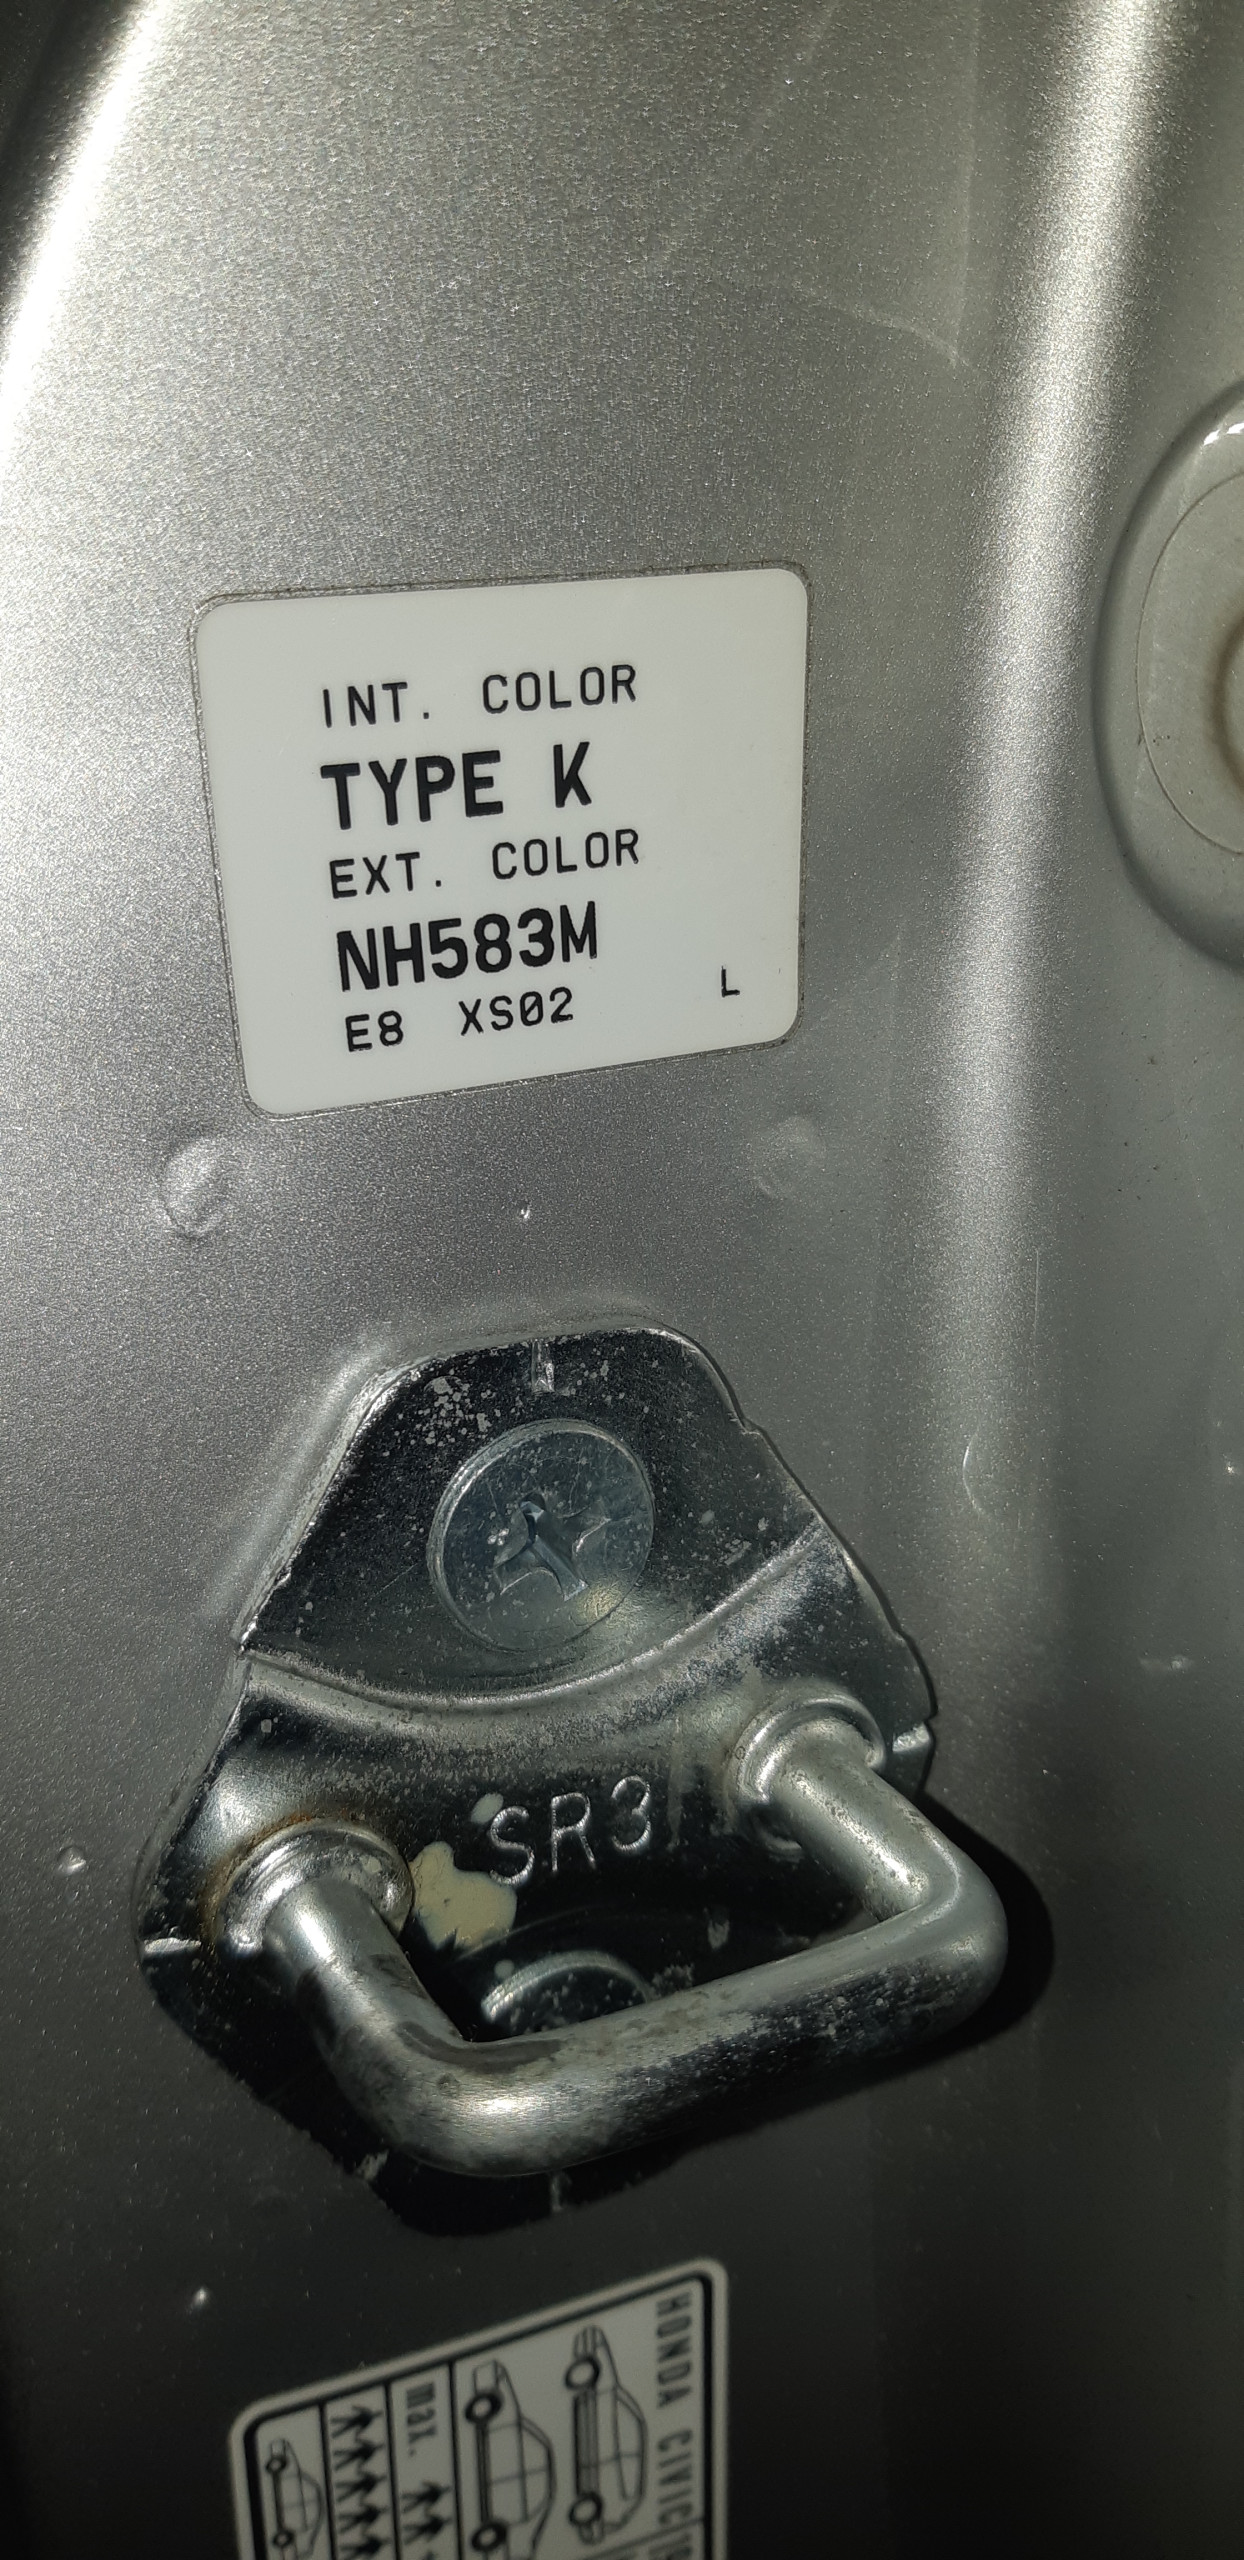 INT. COLOR
TYPE K
EXT. COLOR
NH583M
E8 XS02 L
SR3
HONDA CIVIC
max.